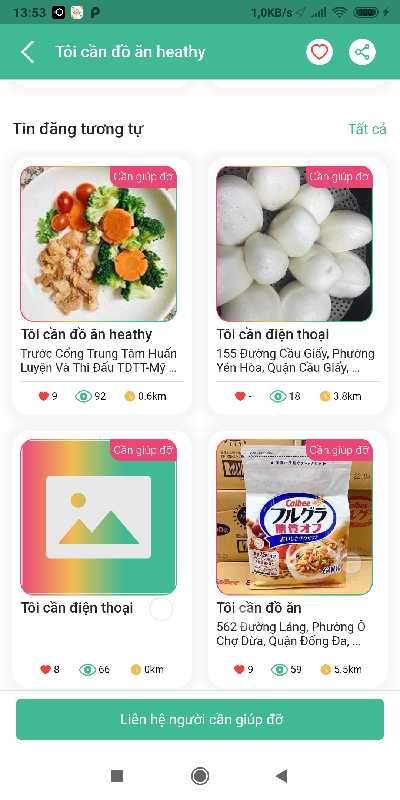 13:53
1,0KB/s
Tôi cần đồ ăn heathy
Tin đăng tương tự
Tất cả
Cần giúp đỡ
Cần giúp đỡ
Tôi cần đồ ăn heathy
Trước Cổng Trung Tâm Huấn
Luyện Và Thi Đấu TDTT-Mỹ ...
9
92
0.6km
Tôi cần điện thoại
155 Đường Cầu Giấy, Phường
Yên Hòa, Quận Cầu Giấy, ...
-
18
3.8km
Cần giúp đỡ
Cần giúp đỡ
Calbee
フルグラ
糖質オフ
Tôi cần điện thoại
8
66
0km
Tôi cần đồ ăn
562 Đường Láng, Phường Ô
Chợ Dừa, Quận Đống Đa, ...
9
59
5.5km
Liên hệ người cần giúp đỡ